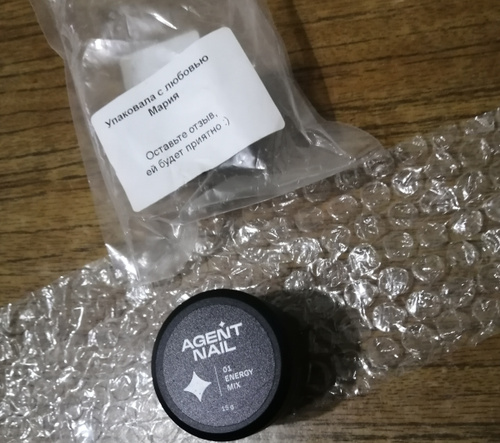 Упаковала с любовью
Мария
Оставьте отзыв,
ей будет приятно :)
AGENT
NAIL
01
ENERGY
MIX
15 g